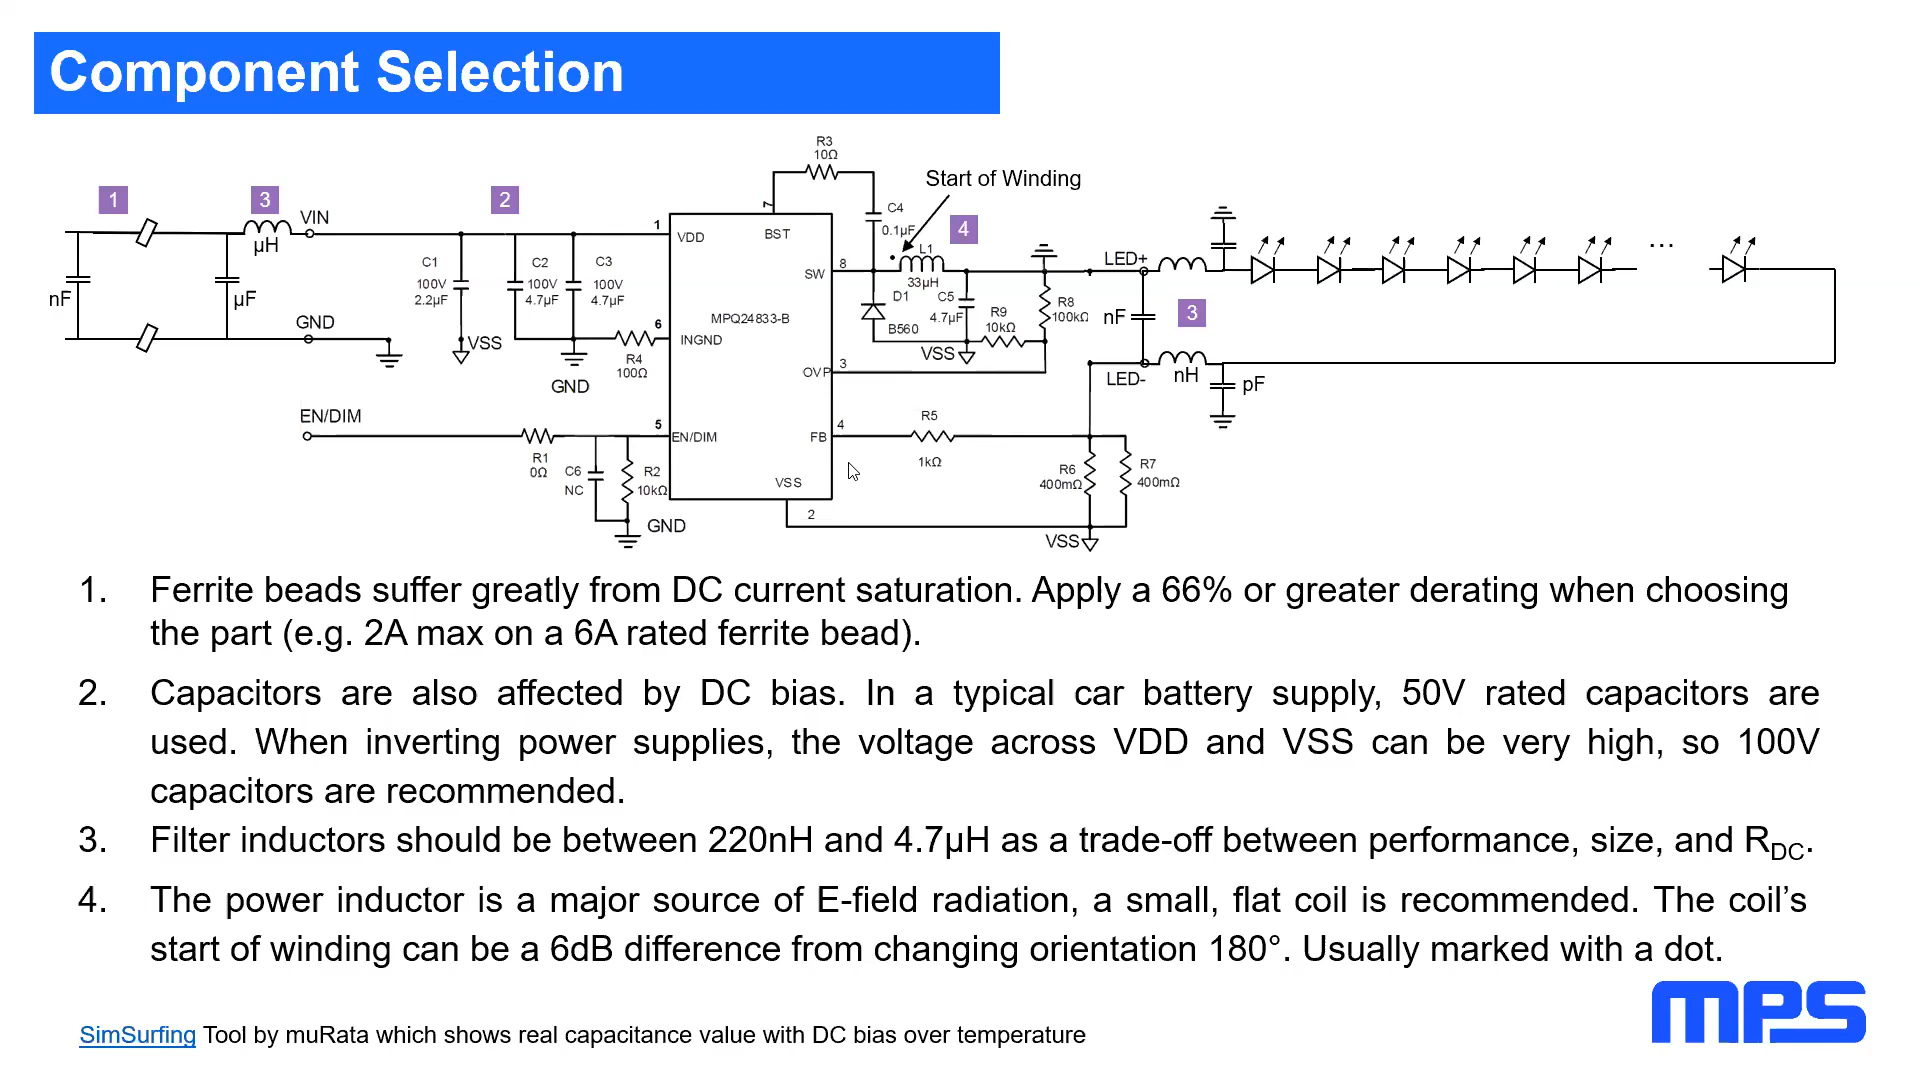 Component Selection
R3
10Ω
Start of Winding
1
3
2
VIN
µH
1
7
VDD
BST
C4
0.1µF
4
L1
33µH
8
SW
LED+
...
C1
100V
2.2µF
C2
100V
4.7µF
C3
100V
4.7µF
nF
µF
GND
VSS
6
INGND
MPQ24833-B
D1
B560
C5
4.7µF
R9
10kΩ
R8
100kΩ
nF
3
VSS
R4
100Ω
GND
OVP
3
LED-
nH
pF
EN/DIM
5
EN/DIM
4
FB
R5
1kΩ
R1
0Ω
C6
NC
R2
10kΩ
VSS
R6
400mΩ
R7
400mΩ
GND
2
VSS
1. Ferrite beads suffer greatly from DC current saturation. Apply a 66% or greater derating when choosing
the part (e.g. 2A max on a 6A rated ferrite bead).
2. Capacitors are also affected by DC bias. In a typical car battery supply, 50V rated capacitors are
used. When inverting power supplies, the voltage across VDD and VSS can be very high, so 100V
capacitors are recommended.
3. Filter inductors should be between 220nH and 4.7µH as a trade-off between performance, size, and RDC.
4. The power inductor is a major source of E-field radiation, a small, flat coil is recommended. The coil’s
start of winding can be a 6dB difference from changing orientation 180°. Usually marked with a dot.
SimSurfing Tool by muRata which shows real capacitance value with DC bias over temperature
mPS